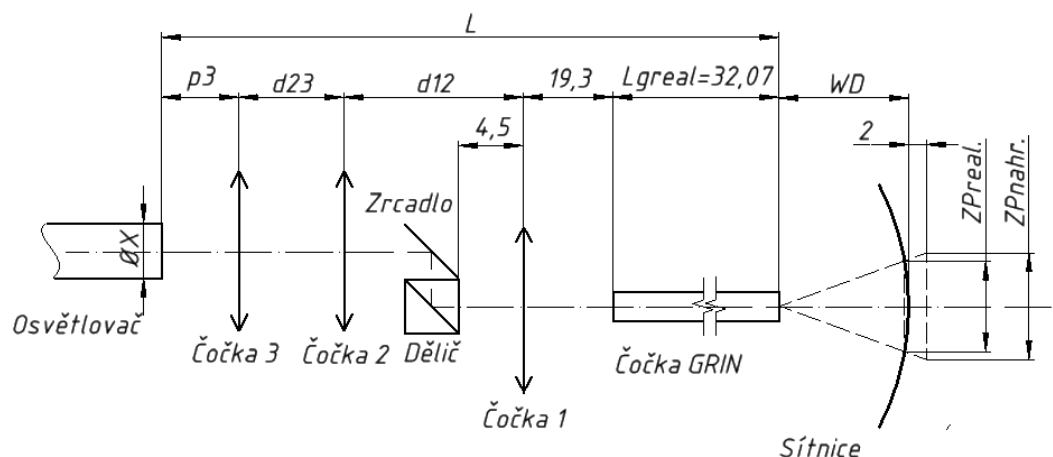 L
p3
d23
d12
19,3
Lgreal=32,07
WD
4,5
2
ZPreal.
ZPnahr.
Zrcadlo
ØX
Osvětlovač
Čočka 3
Čočka 2
Dělič
Čočka GRIN
Čočka 1
Sítnice